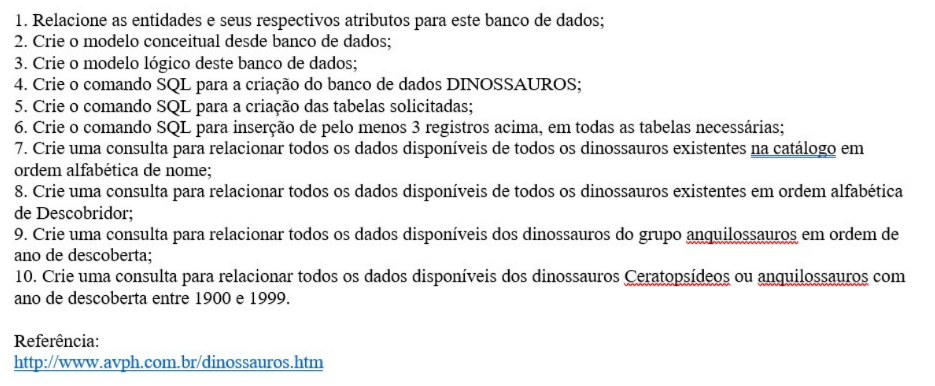 1. Relacione as entidades e seus respectivos atributos para este banco de dados;
2. Crie o modelo conceitual desde banco de dados;
3. Crie o modelo lógico deste banco de dados;
4. Crie o comando SQL para a criação do banco de dados DINOSSAUROS;
5. Crie o comando SQL para a criação das tabelas solicitadas;
6. Crie o comando SQL para inserção de pelo menos 3 registros acima, em todas as tabelas necessárias;
7. Crie uma consulta para relacionar todos os dados disponíveis de todos os dinossauros existentes na catálogo em
ordem alfabética de nome;
8. Crie uma consulta para relacionar todos os dados disponíveis de todos os dinossauros existentes em ordem alfabética
de Descobridor;
9. Crie uma consulta para relacionar todos os dados disponíveis dos dinossauros do grupo anquilossauros em ordem de
ano de descoberta;
10. Crie uma consulta para relacionar todos os dados disponíveis dos dinossauros Ceratopsídeos ou anquilossauros com
ano de descoberta entre 1900 e 1999.
Referência:
http://www.avph.com.br/dinossauros.htm